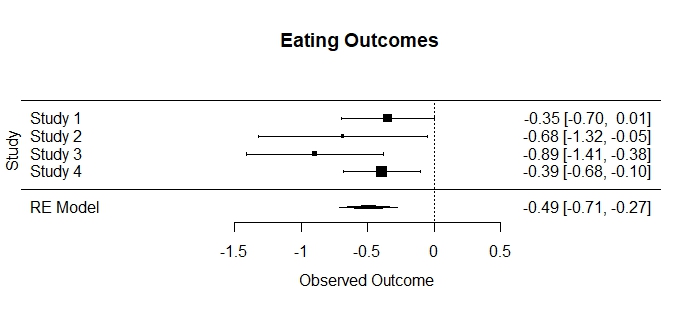 Eating Outcomes
Study
Study 1 -0.35 [-0.70, 0.01]
Study 2 -0.68 [-1.32, -0.05]
Study 3 -0.89 [-1.41, -0.38]
Study 4 -0.39 [-0.68, -0.10]
RE Model -0.49 [-0.71, -0.27]
-1.5 -1 -0.5 0 0.5
Observed Outcome